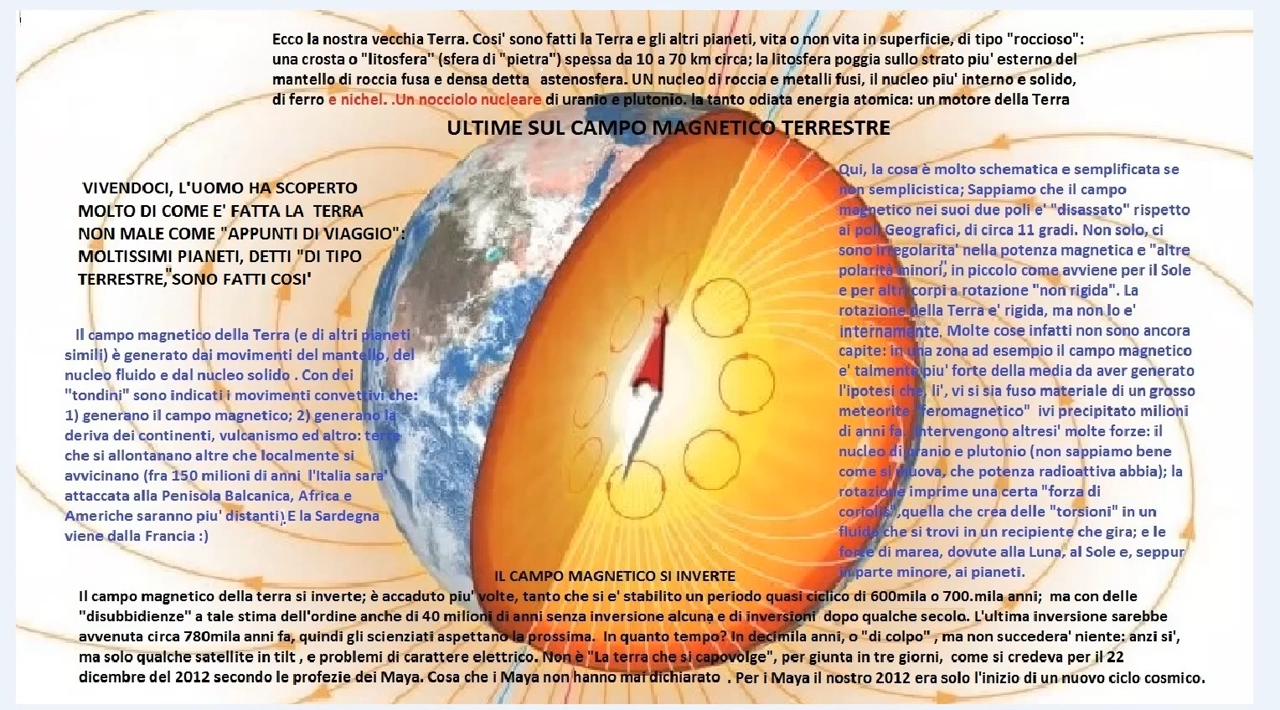 Ecco la nostra vecchia Terra. Cosi' sono fatti la Terra e gli altri pianeti, vita o non vita in superficie, di tipo "roccioso":
una crosta o "litosfera" (sfera di "pietra") spessa da 10 a 70 km circa; la litosfera poggia sullo strato piu' esterno del
mantello di roccia fusa e densa detta astenosfera. UN nucleo di roccia e metalli fusi, il nucleo piu' interno e solido,
di ferro e nichel. .Un nocciolo nucleare di uranio e plutonio. la tanto odiata energia atomica: un motore della Terra
ULTIME SUL CAMPO MAGNETICO TERRESTRE
VIVENDOCI, L'UOMO HA SCOPERTO
MOLTO DI COME E' FATTA LA TERRA
NON MALE COME "APPUNTI DI VIAGGIO":
MOLTISSIMI PIANETI, DETTI "DI TIPO
TERRESTRE," SONO FATTI COSI'
Il campo magnetico della Terra (e di altri pianeti
simili) è generato dai movimenti del mantello, del
nucleo fluido e dal nucleo solido . Con dei
"tondini" sono indicati i movimenti convettivi che:
1) generano il campo magnetico; 2) generano la
deriva dei continenti, vulcanismo ed altro: terre
che si allontanano altre che localmente si
avvicinano (fra 150 milioni di anni l'Italia sara'
attaccata alla Penisola Balcanica, Africa e
Americhe saranno piu' distanti). E la Sardegna
viene dalla Francia :)
Qui, la cosa è molto schematica e semplificata se
non semplicistica; Sappiamo che il campo
magnetico nei suoi due poli e' "disassato" rispetto
ai poli Geografici, di circa 11 gradi. Non solo, ci
sono irregolarita' nella potenza magnetica e "altre
polarità minori", in piccolo come avviene per il Sole
e per altri corpi a rotazione "non rigida". La
rotazione della Terra e' rigida, ma non lo e'
internamente. Molte cose infatti non sono ancora
capite: in una zona ad esempio il campo magnetico
e' talmente piu' forte della media da aver generato
l'ipotesi che, li', vi si sia fuso materiale di un grosso
meteorite "feromagnetico" ivi precipitato milioni
di anni fa. Intervengono altresi' molte forze: il
nucleo di uranio e plutonio (non sappiamo bene
come si muova, che potenza radioattiva abbia); la
rotazione imprime una certa "forza di
coriolis",quella che crea delle "torsioni" in un
fluido che si trovi in un recipiente che gira; e le
forze di marea, dovute alla Luna, al Sole e, seppur
in parte minore, ai pianeti.
IL CAMPO MAGNETICO SI INVERTE
Il campo magnetico della terra si inverte; è accaduto piu' volte, tanto che si e' stabilito un periodo quasi ciclico di 600mila o 700.mila anni; ma con delle
"disubbidienze" a tale stima dell'ordine anche di 40 milioni di anni senza inversione alcuna e di inversioni dopo qualche secolo. L'ultima inversione sarebbe
avvenuta circa 780mila anni fa, quindi gli scienziati aspettano la prossima. In quanto tempo? In decimila anni, o "di colpo" , ma non succedera' niente: anzi si',
ma solo qualche satellite in tilt , e problemi di carattere elettrico. Non è "La terra che si capovolge", per giunta in tre giorni, come si credeva per il 22
dicembre del 2012 secondo le profezie dei Maya. Cosa che i Maya non hanno mai dichiarato . Per i Maya il nostro 2012 era solo l'inizio di un nuovo ciclo cosmico.